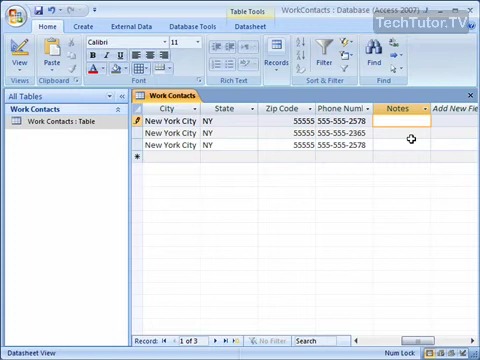 Table Tools
WorkContacts : Database (Access 2007)
TechTutor.TV
Home
Create
External Data
Database Tools
Datasheet
Calibri
11
B I U
View
Paste
Records
Filter
Find
Views
Clipboard
Font
Rich Text
Sort & Filter
Find
All Tables
Work Contacts
Work Contacts : Table
Work Contacts
City State Zip Code Phone Numl Notes Add New Fie
New York City NY 55555 555-555-2578
New York City NY 55555 555-555-2365
New York City NY 55555 555-555-2578
Record: 1 of 3 No Filter Search
Datasheet View
Num Lock